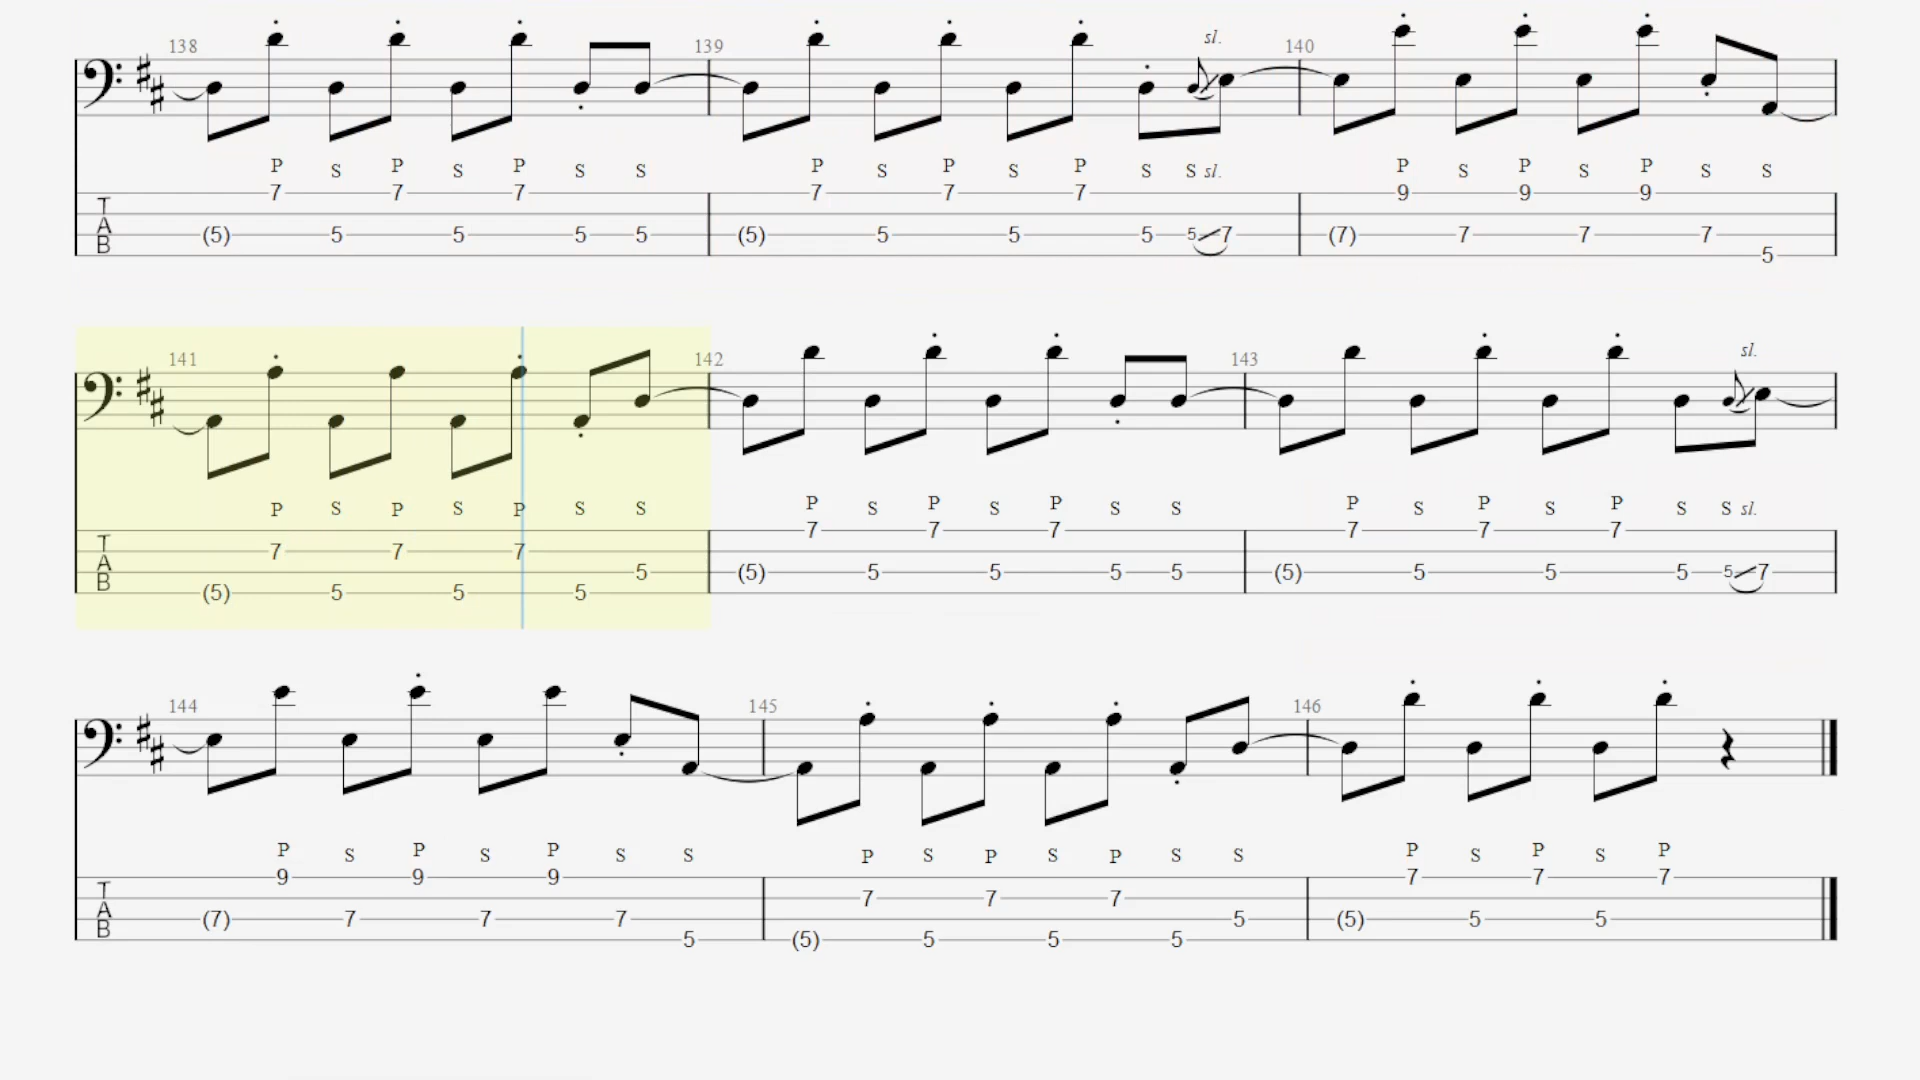 138 139 sl. 140
P S P S P S S P S P S P S S sl. P S P S P S S
7 7 7 7 7 7 9 9 9
T
A
B
(5) 5 5 5 5 (5) 5 5 5 5 7 (7) 7 7 7
5
141 142 143 sl.
P S P S P S S P S P S P S S P S P S P S S sl.
7 7 7 7 7 7
T
A
B
7 7 7
5 (5) 5 5 5 5 (5) 5 5 5 5 7
(5) 5 5 5
144 145 146
P S P S P S S P S P S P S S P S P S P
9 9 9 7 7 7
T
A
B
7 7 7
(7) 7 7 7 5 (5) 5 5
5 (5) 5 5 5